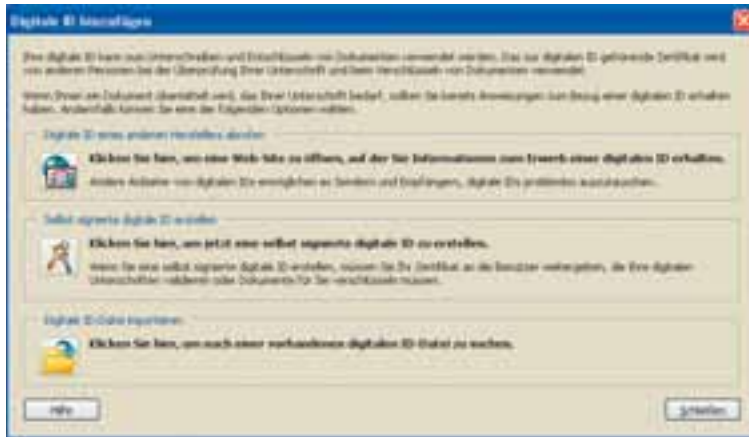 Digitale ID hinzufügen
Ihre digitale ID kann zum Unterschreiben und Entschlüsseln von Dokumenten verwendet werden. Das zur digitalen ID gehörende Zertifikat wird
von anderen Personen bei der Überprüfung Ihrer Unterschrift und beim Verschlüsseln von Dokumenten verwendet.
Wenn Ihnen ein Dokument übermittelt wird, das Ihrer Unterschrift bedarf, sollten Sie bereits Anweisungen zum Bezug einer digitalen ID erhalten
haben. Andernfalls können Sie eine der folgenden Optionen wählen.
Digitale ID eines anderen Herstellers abrufen
Klicken Sie hier, um eine Web-Site zu öffnen, auf der Sie Informationen zum Erwerb einer digitalen ID erhalten.
Andere Anbieter von digitalen IDs ermöglichen es Sendern und Empfängern, digitale IDs problemlos auszutauschen.
Selbst signierte digitale ID erstellen
Klicken Sie hier, um jetzt eine selbst signierte digitale ID zu erstellen.
Wenn Sie eine selbst signierte digitale ID erstellen, müssen Sie Ihr Zertifikat an die Benutzer weitergeben, die Ihre digitalen
Unterschriften validieren oder Dokumente für Sie verschlüsseln müssen.
Digitale ID-Datei importieren
Klicken Sie hier, um nach einer vorhandenen digitalen ID-Datei zu suchen.
Hilfe
Schließen